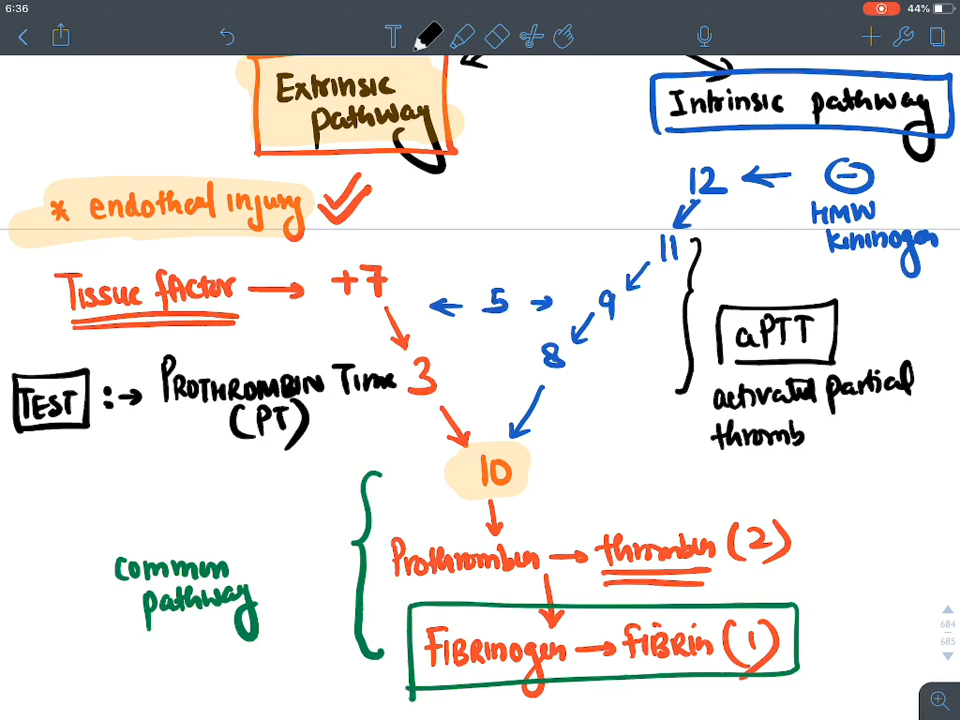 6:36
44%
T
Extrinsic
pathway
Intrinsic pathway
* endotheal injury
12 ← ⊖
HMW
kininogen
11
Tissue factor → +7
← 5 →
9
8
aPTT
activated partial
thromb
TEST :→ PROTHROMBIN TIME
(PT)
3
10
Prothrombin → thrombin (2)
common
pathway
FIBRinogen → FIBRin (1)
684
685